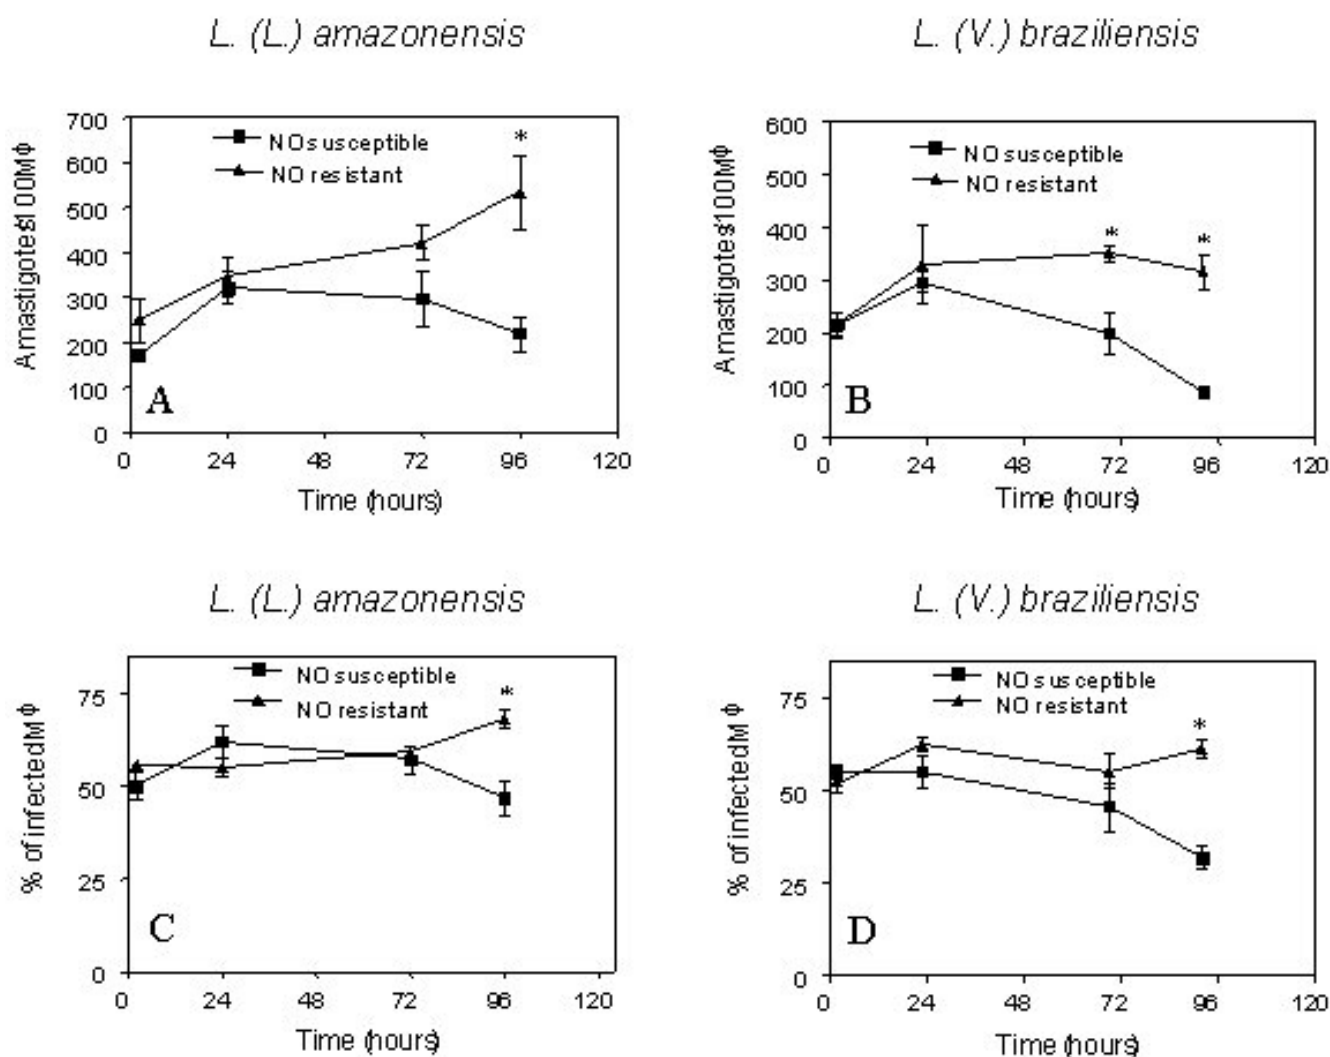 L. (L.) amazonensis
Amastigotes/100MΦ
700
600
500
400
300
200
100
0
NO susceptible
NO resistant
*
A
0 24 48 72 96 120
Time (hours)
L. (V.) braziliensis
Amastigotes/100MΦ
600
500
400
300
200
100
0
NO susceptible
NO resistant
* *
B
0 24 48 72 96 120
Time (hours)
L. (L.) amazonensis
% of infected MΦ
75
50
25
0
NO susceptible
NO resistant
*
C
0 24 48 72 96 120
Time (hours)
L. (V.) braziliensis
% of infected MΦ
75
50
25
0
NO susceptible
NO resistant
*
D
0 24 48 72 96 120
Time (hours)